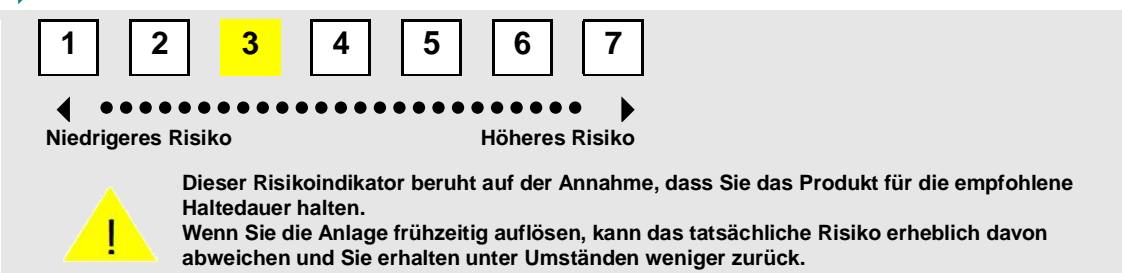 1 2 3 4 5 6 7
Niedrigeres Risiko Höheres Risiko
Dieser Risikoindikator beruht auf der Annahme, dass Sie das Produkt für die empfohlene
Haltedauer halten.
! Wenn Sie die Anlage frühzeitig auflösen, kann das tatsächliche Risiko erheblich davon
abweichen und Sie erhalten unter Umständen weniger zurück.